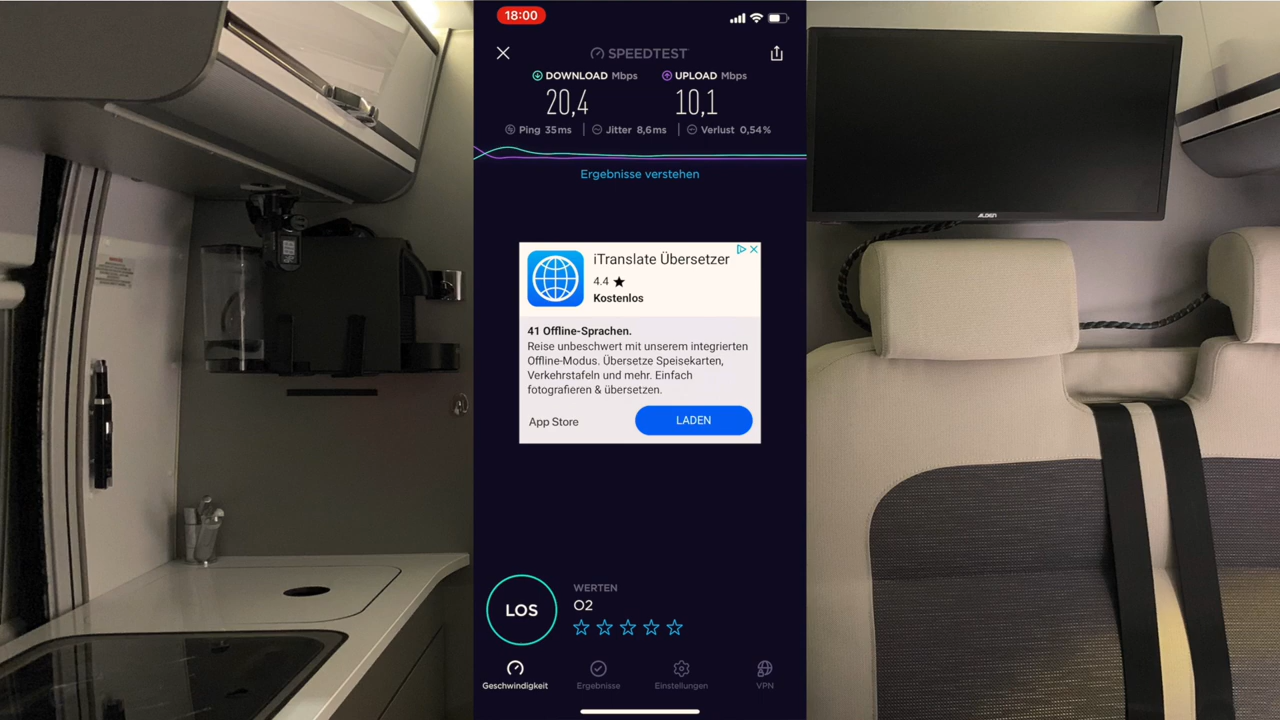 18:00
SPEEDTEST
DOWNLOAD Mbps
UPLOAD Mbps
20,4
10,1
Ping 35ms
Jitter 8,6ms
Verlust 0,54%
Ergebnisse verstehen
iTranslate Übersetzer
4.4 ★
Kostenlos
41 Offline-Sprachen.
Reise unbeschwert mit unserem integrierten
Offline-Modus. Übersetze Speisekarten,
Verkehrstafeln und mehr. Einfach
fotografieren & übersetzen.
App Store
LADEN
LOS
WERTEN
O2
Geschwindigkeit
Ergebnisse
Einstellungen
VPN
ALDEN